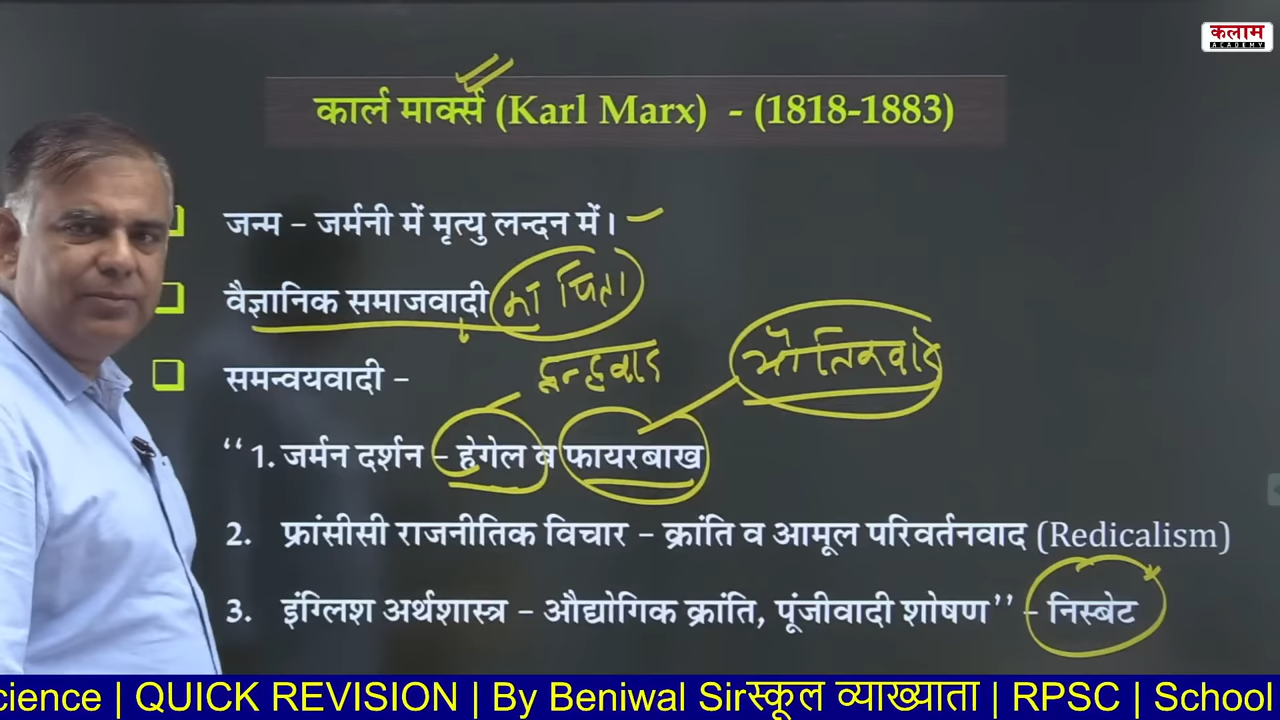 कलाम
ACADEMY
कार्ल मार्क्स (Karl Marx) - (1818-1883)
जन्म – जर्मनी में मृत्यु लन्दन में।
वैज्ञानिक समाजवादी का पिता
द्वन्दवाद
भौतिकवाद
समन्वयवादी –
“1. जर्मन दर्शन – हेगेल व फायरबाख
2. फ्रांसीसी राजनीतिक विचार – क्रांति व आमूल परिवर्तनवाद (Redicalism)
3. इंग्लिश अर्थशास्त्र – औद्योगिक क्रांति, पूंजीवादी शोषण” – निस्बेट
cience | QUICK REVISION | By Beniwal Sirस्कूल व्याख्याता | RPSC | School